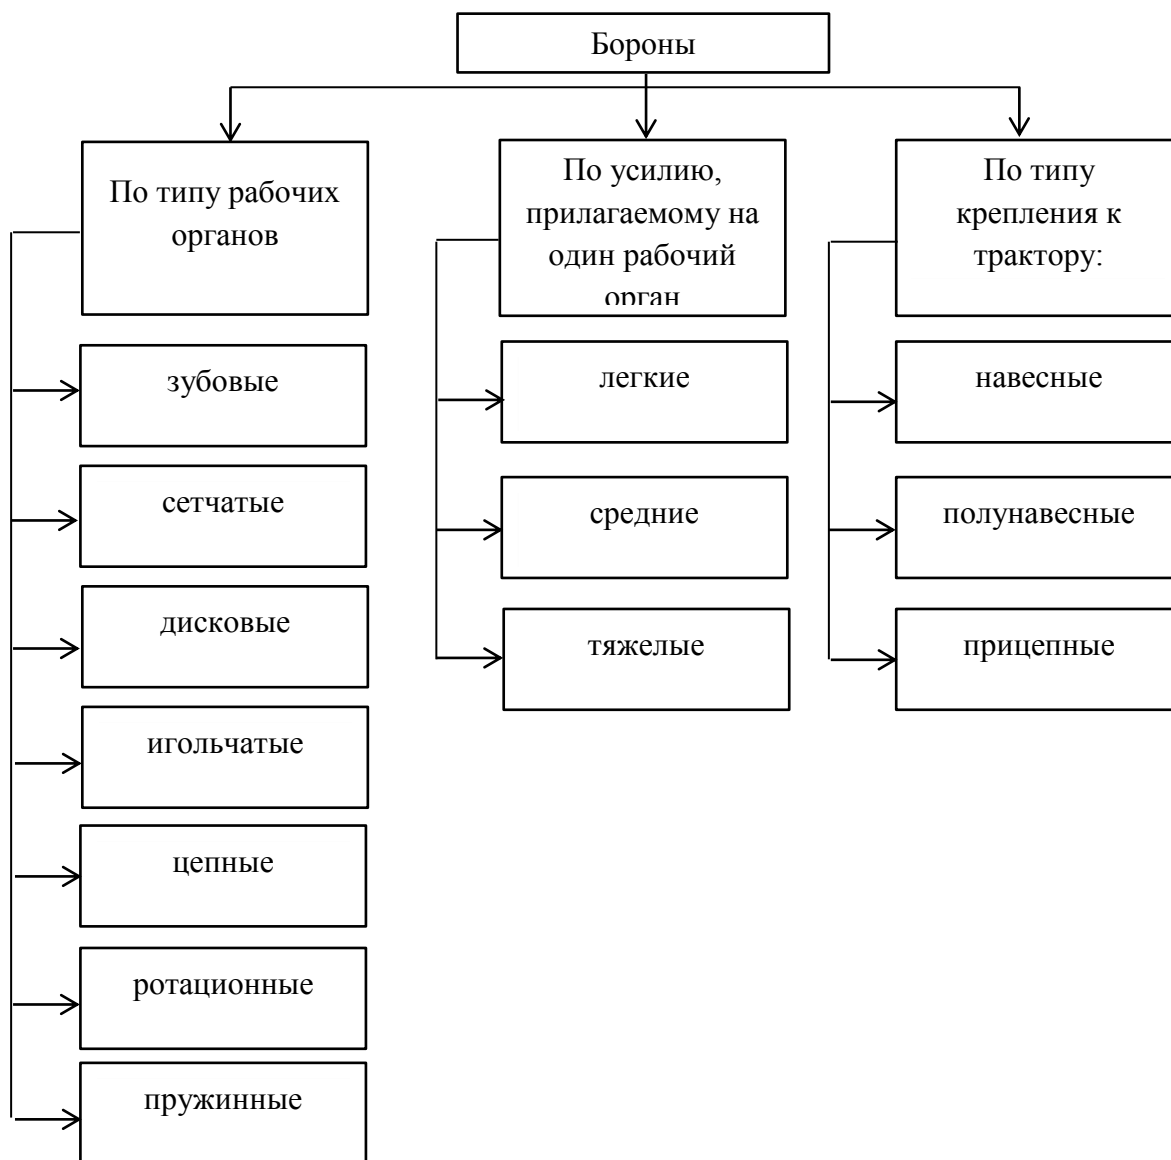 Бороны
По типу рабочих
органов
зубовые
сетчатые
дисковые
игольчатые
цепные
ротационные
пружинные
По усилию,
прилагаемому на
один рабочий
орган
легкие
средние
тяжелые
По типу
крепления к
трактору:
навесные
полунавесные
прицепные